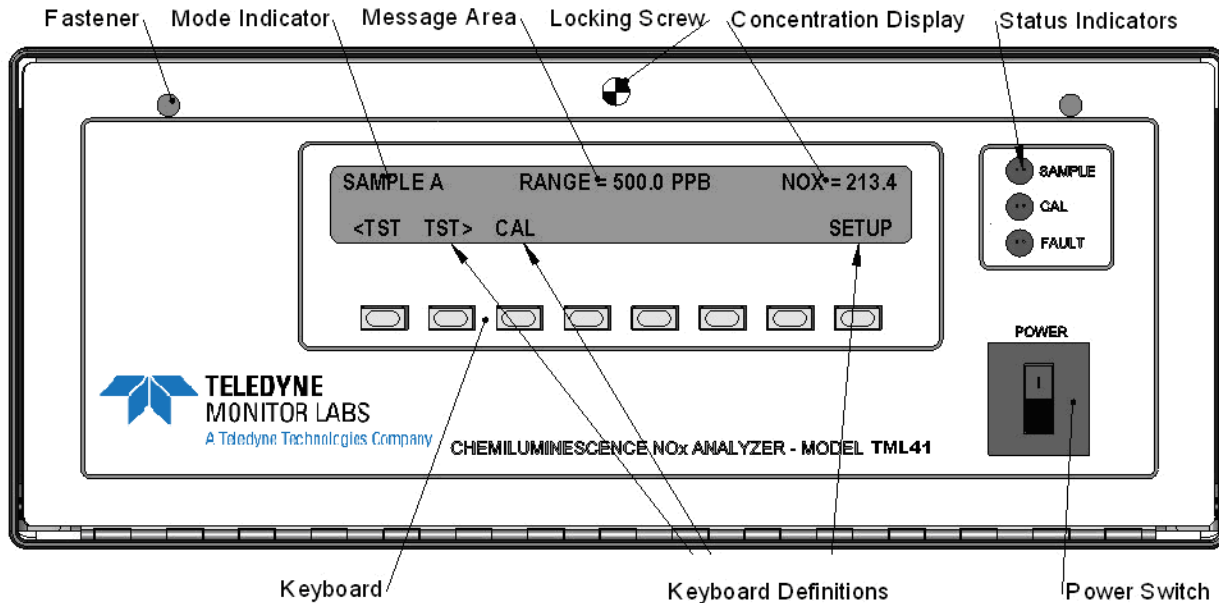 Fastener Mode Indicator Message Area Locking Screw Concentration Display Status Indicators
SAMPLE A RANGE = 500.0 PPB NOX = 213.4
<TST TST> CAL SETUP
SAMPLE
CAL
FAULT
POWER
I
TELEDYNE
MONITOR LABS
A Teledyne Technologies Company
CHEMILUMINESCENCE NOx ANALYZER - MODEL TML41
Keyboard Keyboard Definitions Power Switch